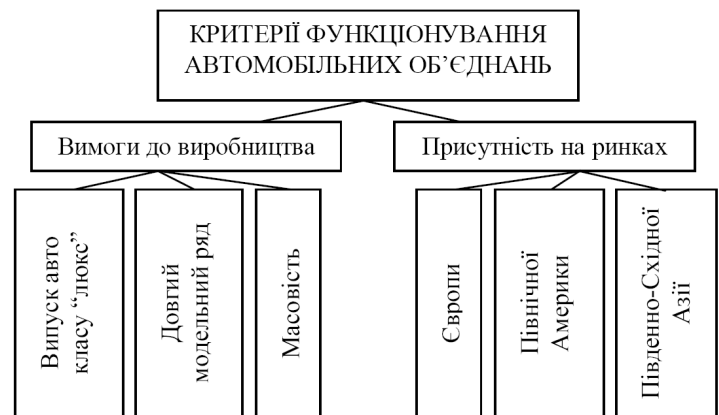 КРИТЕРІЇ ФУНКЦІОНУВАННЯ
АВТОМОБІЛЬНИХ ОБ’ЄДНАНЬ
Вимоги до виробництва
Присутність на ринках
Випуск авто
класу “люкс”
Довгий
модельний ряд
Масовість
Європи
Північної
Америки
Південно-Східної
Азії